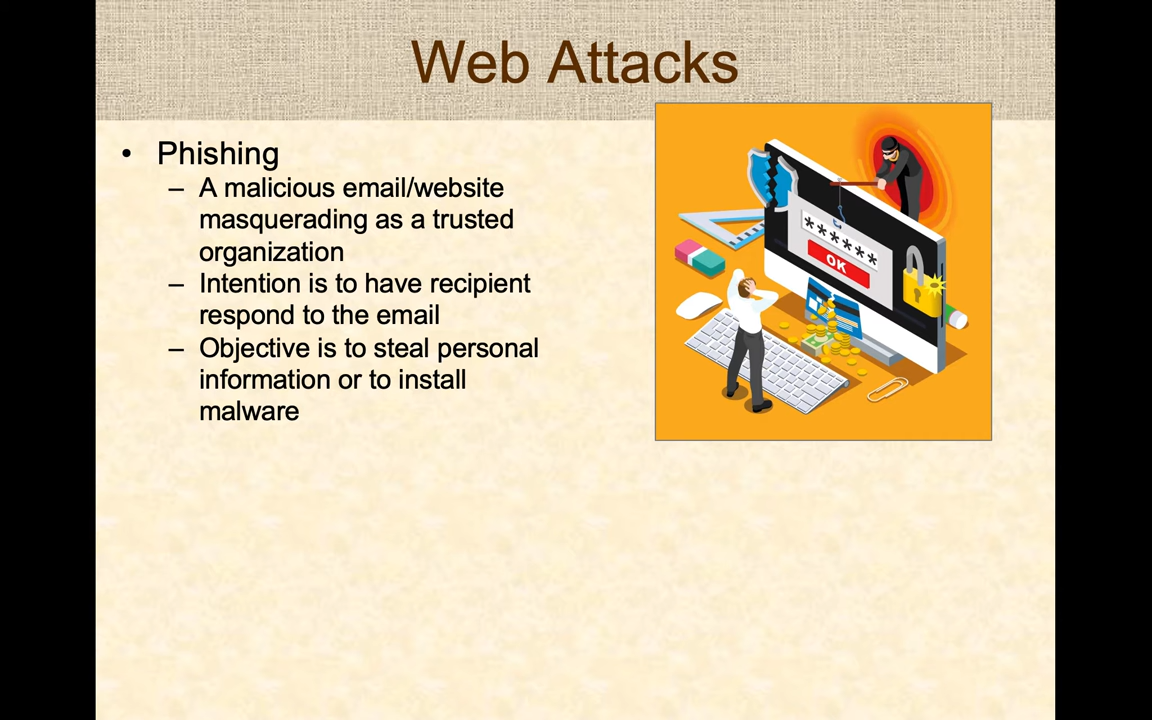 Web Attacks
• Phishing
– A malicious email/website
masquerading as a trusted
organization
– Intention is to have recipient
respond to the email
– Objective is to steal personal
information or to install
malware
******
OK